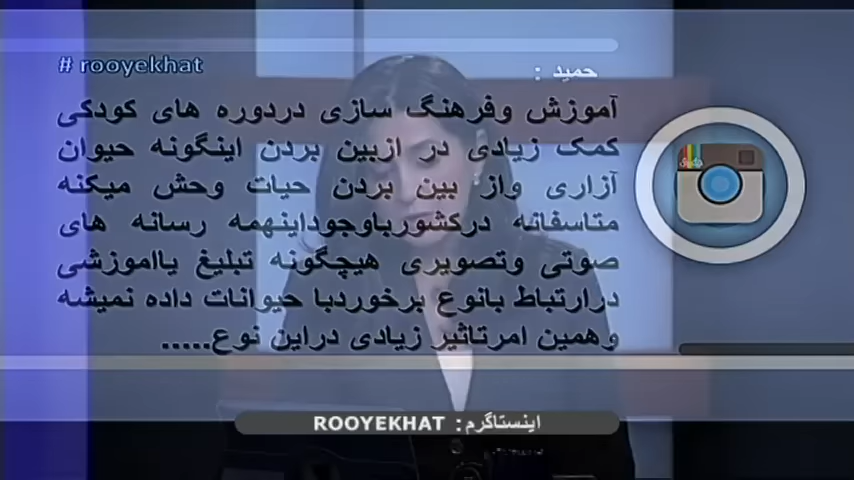 # rooyekhat
حمید :
آموزش وفرهنگ سازی دردوره های کودکی
کمک زیادی در ازبین بردن اینگونه حیوان
آزاری واز بین بردن حیات وحش میکنه
متاسفانه درکشورباوجوداینهمه رسانه های
صوتی وتصویری هیچگونه تبلیغ یااموزشی
درارتباط بانوع برخوردبا حیوانات داده نمیشه
وهمین امرتاثیر زیادی دراین نوع.....
اینستاگرم: ROOYEKHAT